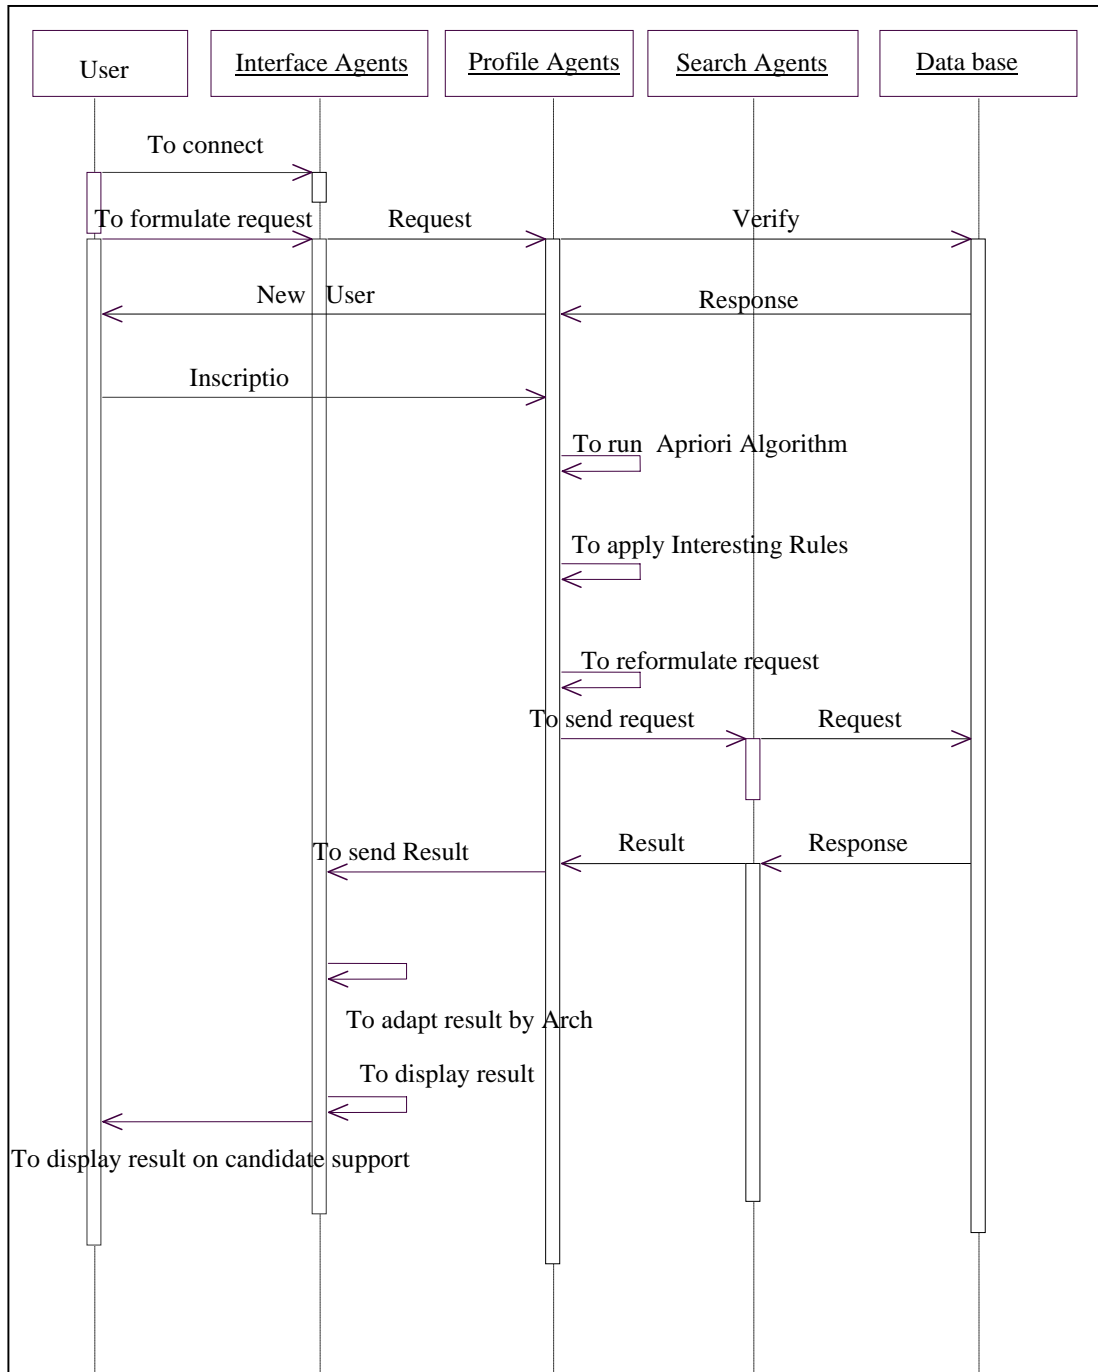 User
Interface Agents
Profile Agents
Search Agents
Data base
To connect
To formulate request
Request
Verify
New User
Response
Inscriptio
To run Apriori Algorithm
To apply Interesting Rules
To reformulate request
To send request
Request
To send Result
Result
Response
To adapt result by Arch
To display result
To display result on candidate support